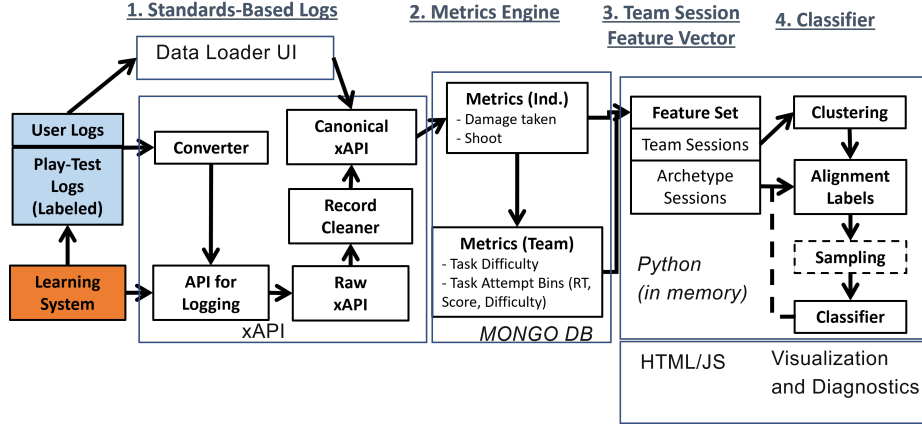 1. Standards-Based Logs
2. Metrics Engine
3. Team Session
Feature Vector
4. Classifier
Data Loader UI
User Logs
Play-Test
Logs
(Labeled)
Learning
System
Converter
API for
Logging
Canonical
xAPI
Record
Cleaner
Raw
xAPI
xAPI
Metrics (Ind.)
- Damage taken
- Shoot
Metrics (Team)
- Task Difficulty
- Task Attempt Bins (RT,
Score, Difficulty)
MONGO DB
Feature Set
Team Sessions
Archetype
Sessions
Python
(in memory)
Clustering
Alignment
Labels
Sampling
Classifier
HTML/JS
Visualization
and Diagnostics